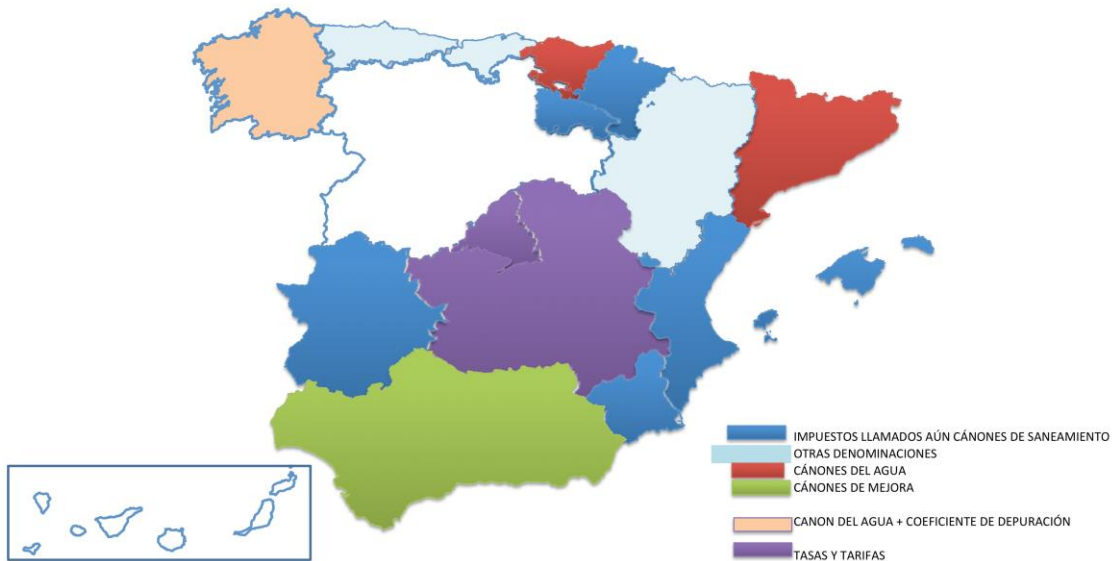 IMPUESTOS LLAMADOS AÚN CÁNONES DE SANEAMIENTO
OTRAS DENOMINACIONES
CÁNONES DEL AGUA
CÁNONES DE MEJORA
CANON DEL AGUA + COEFICIENTE DE DEPURACIÓN
TASAS Y TARIFAS